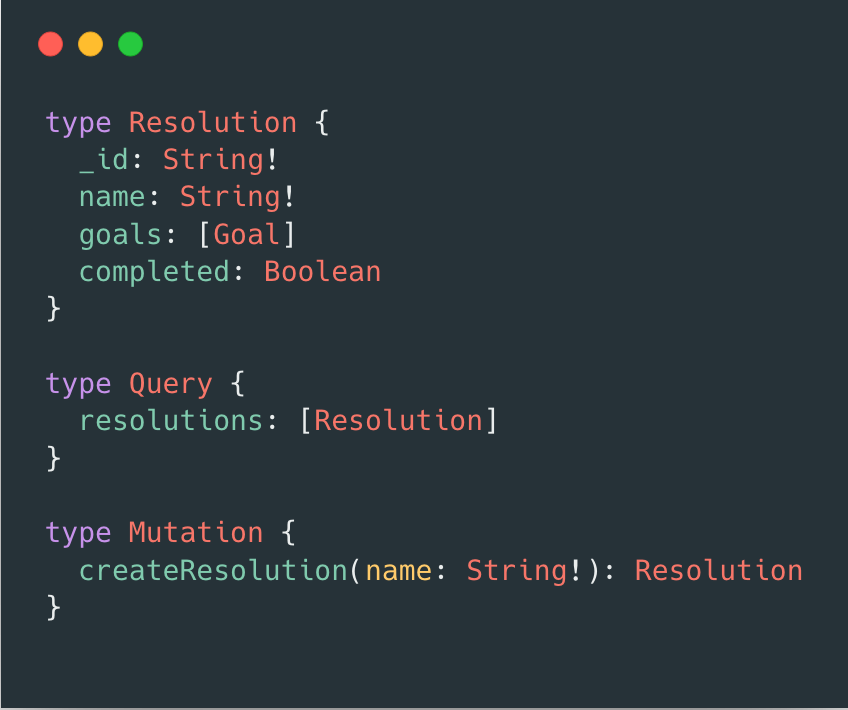 type Resolution {
  _id: String!
  name: String!
  goals: [Goal]
  completed: Boolean
}
type Query {
  resolutions: [Resolution]
}
type Mutation {
  createResolution(name: String!): Resolution
}